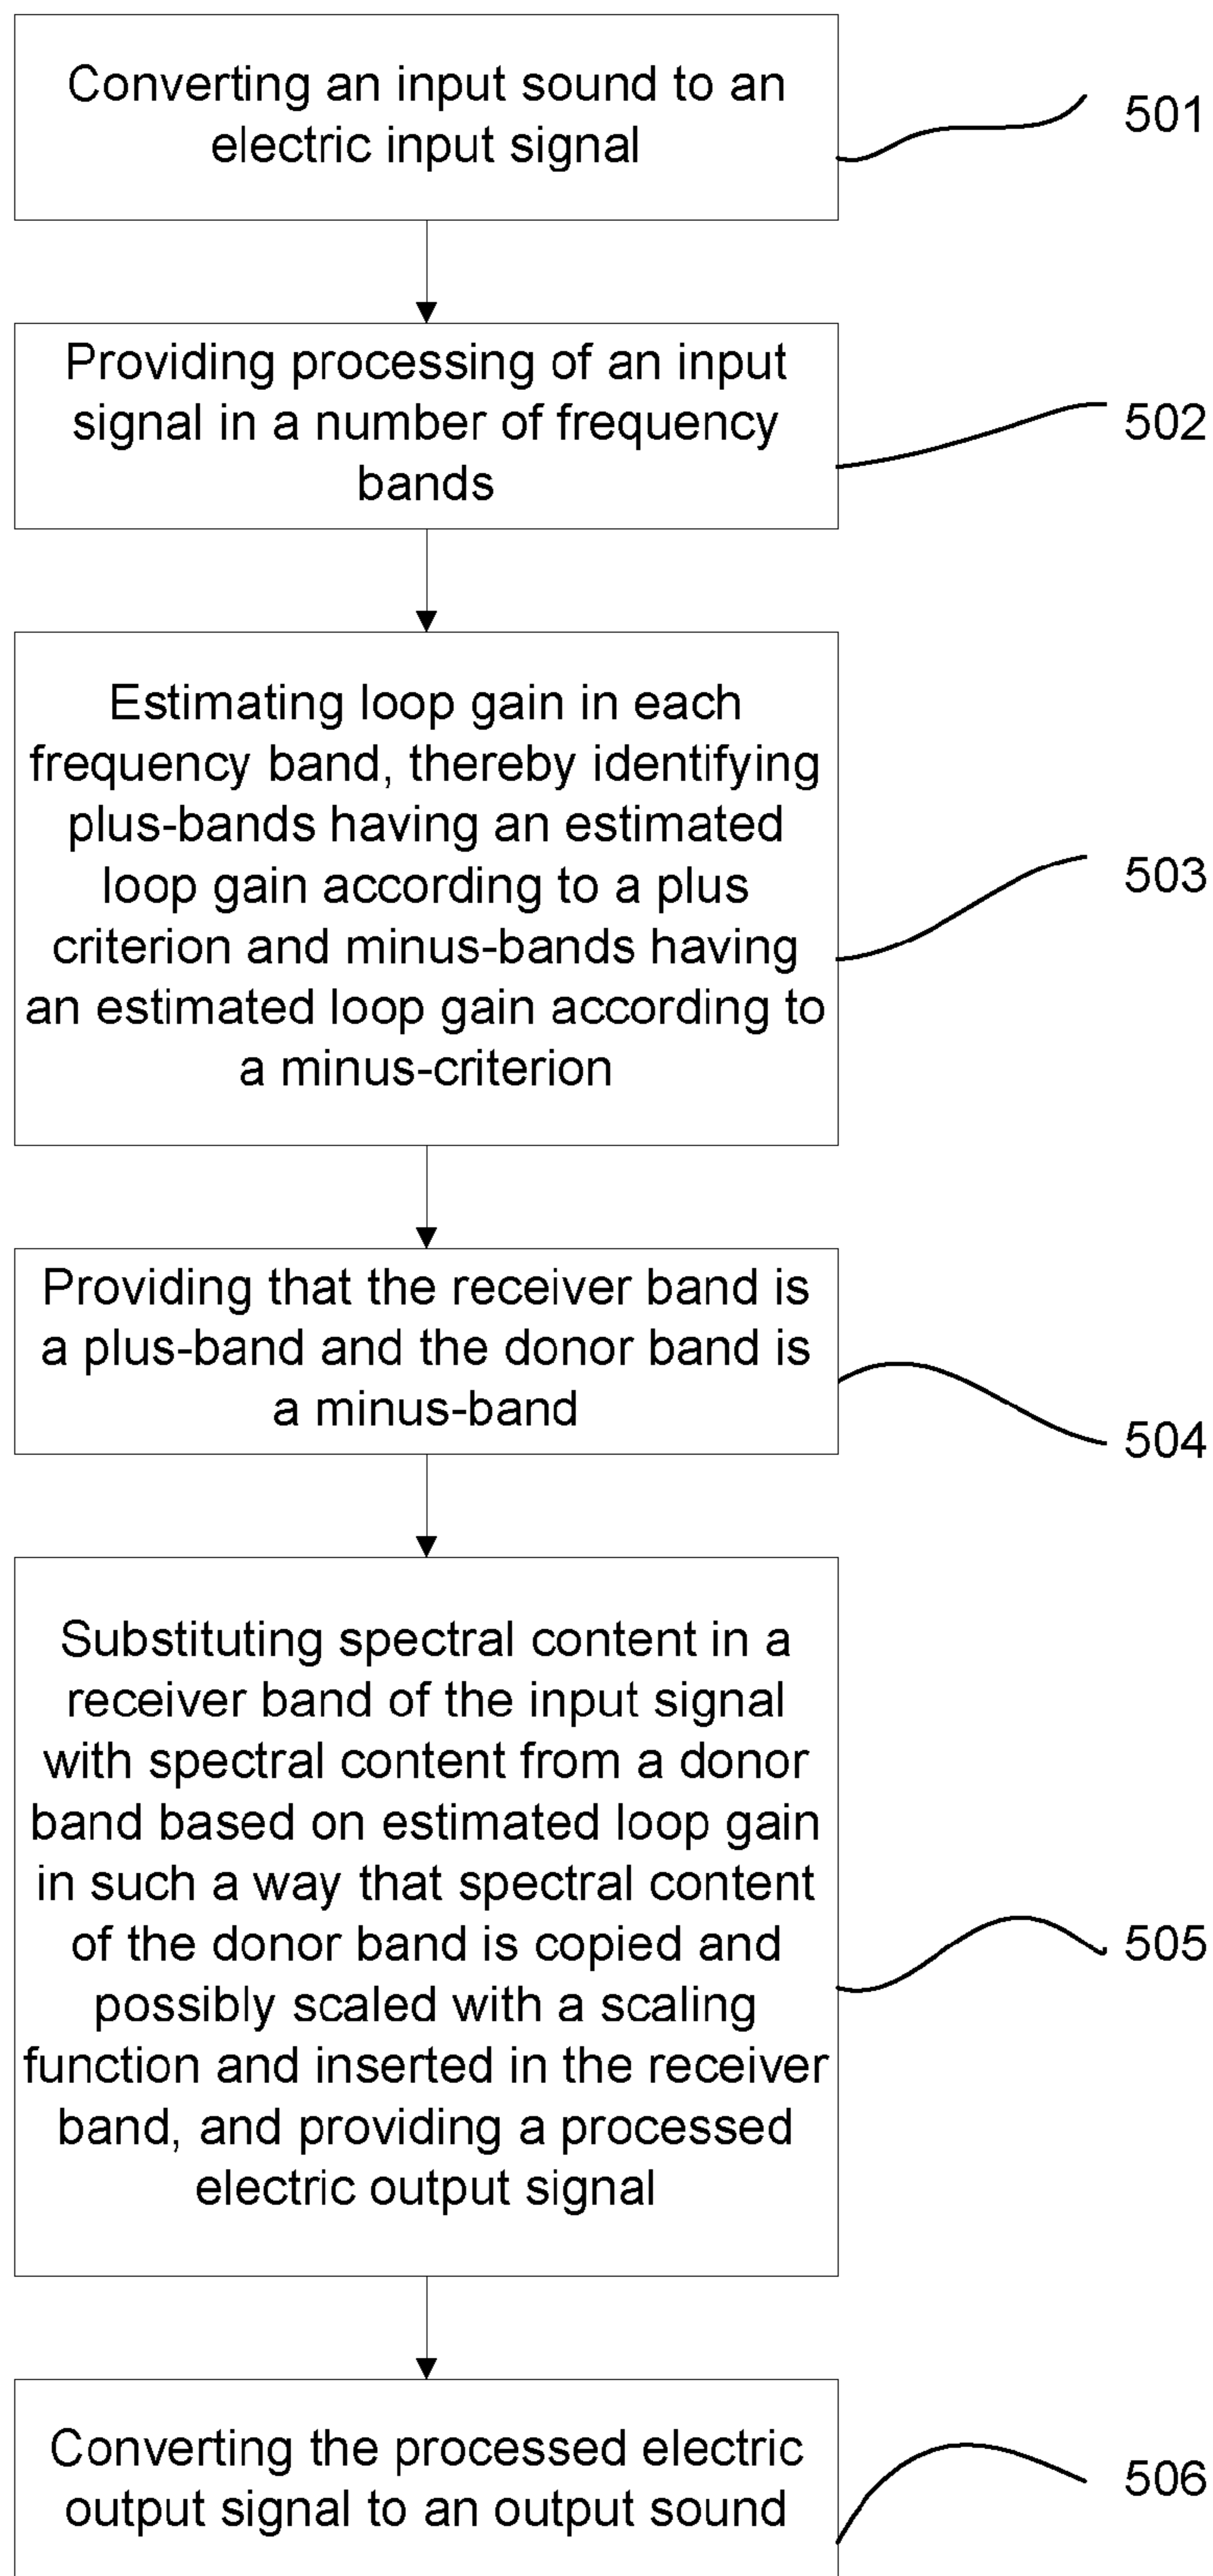 Converting an input sound to an
electric input signal
501
Providing processing of an input
signal in a number of frequency
bands
502
Estimating loop gain in each
frequency band, thereby identifying
plus-bands having an estimated
loop gain according to a plus
criterion and minus-bands having
an estimated loop gain according to
a minus-criterion
503
Providing that the receiver band is
a plus-band and the donor band is
a minus-band
504
Substituting spectral content in a
receiver band of the input signal
with spectral content from a donor
band based on estimated loop gain
in such a way that spectral content
of the donor band is copied and
possibly scaled with a scaling
function and inserted in the receiver
band, and providing a processed
electric output signal
505
Converting the processed electric
output signal to an output sound
506